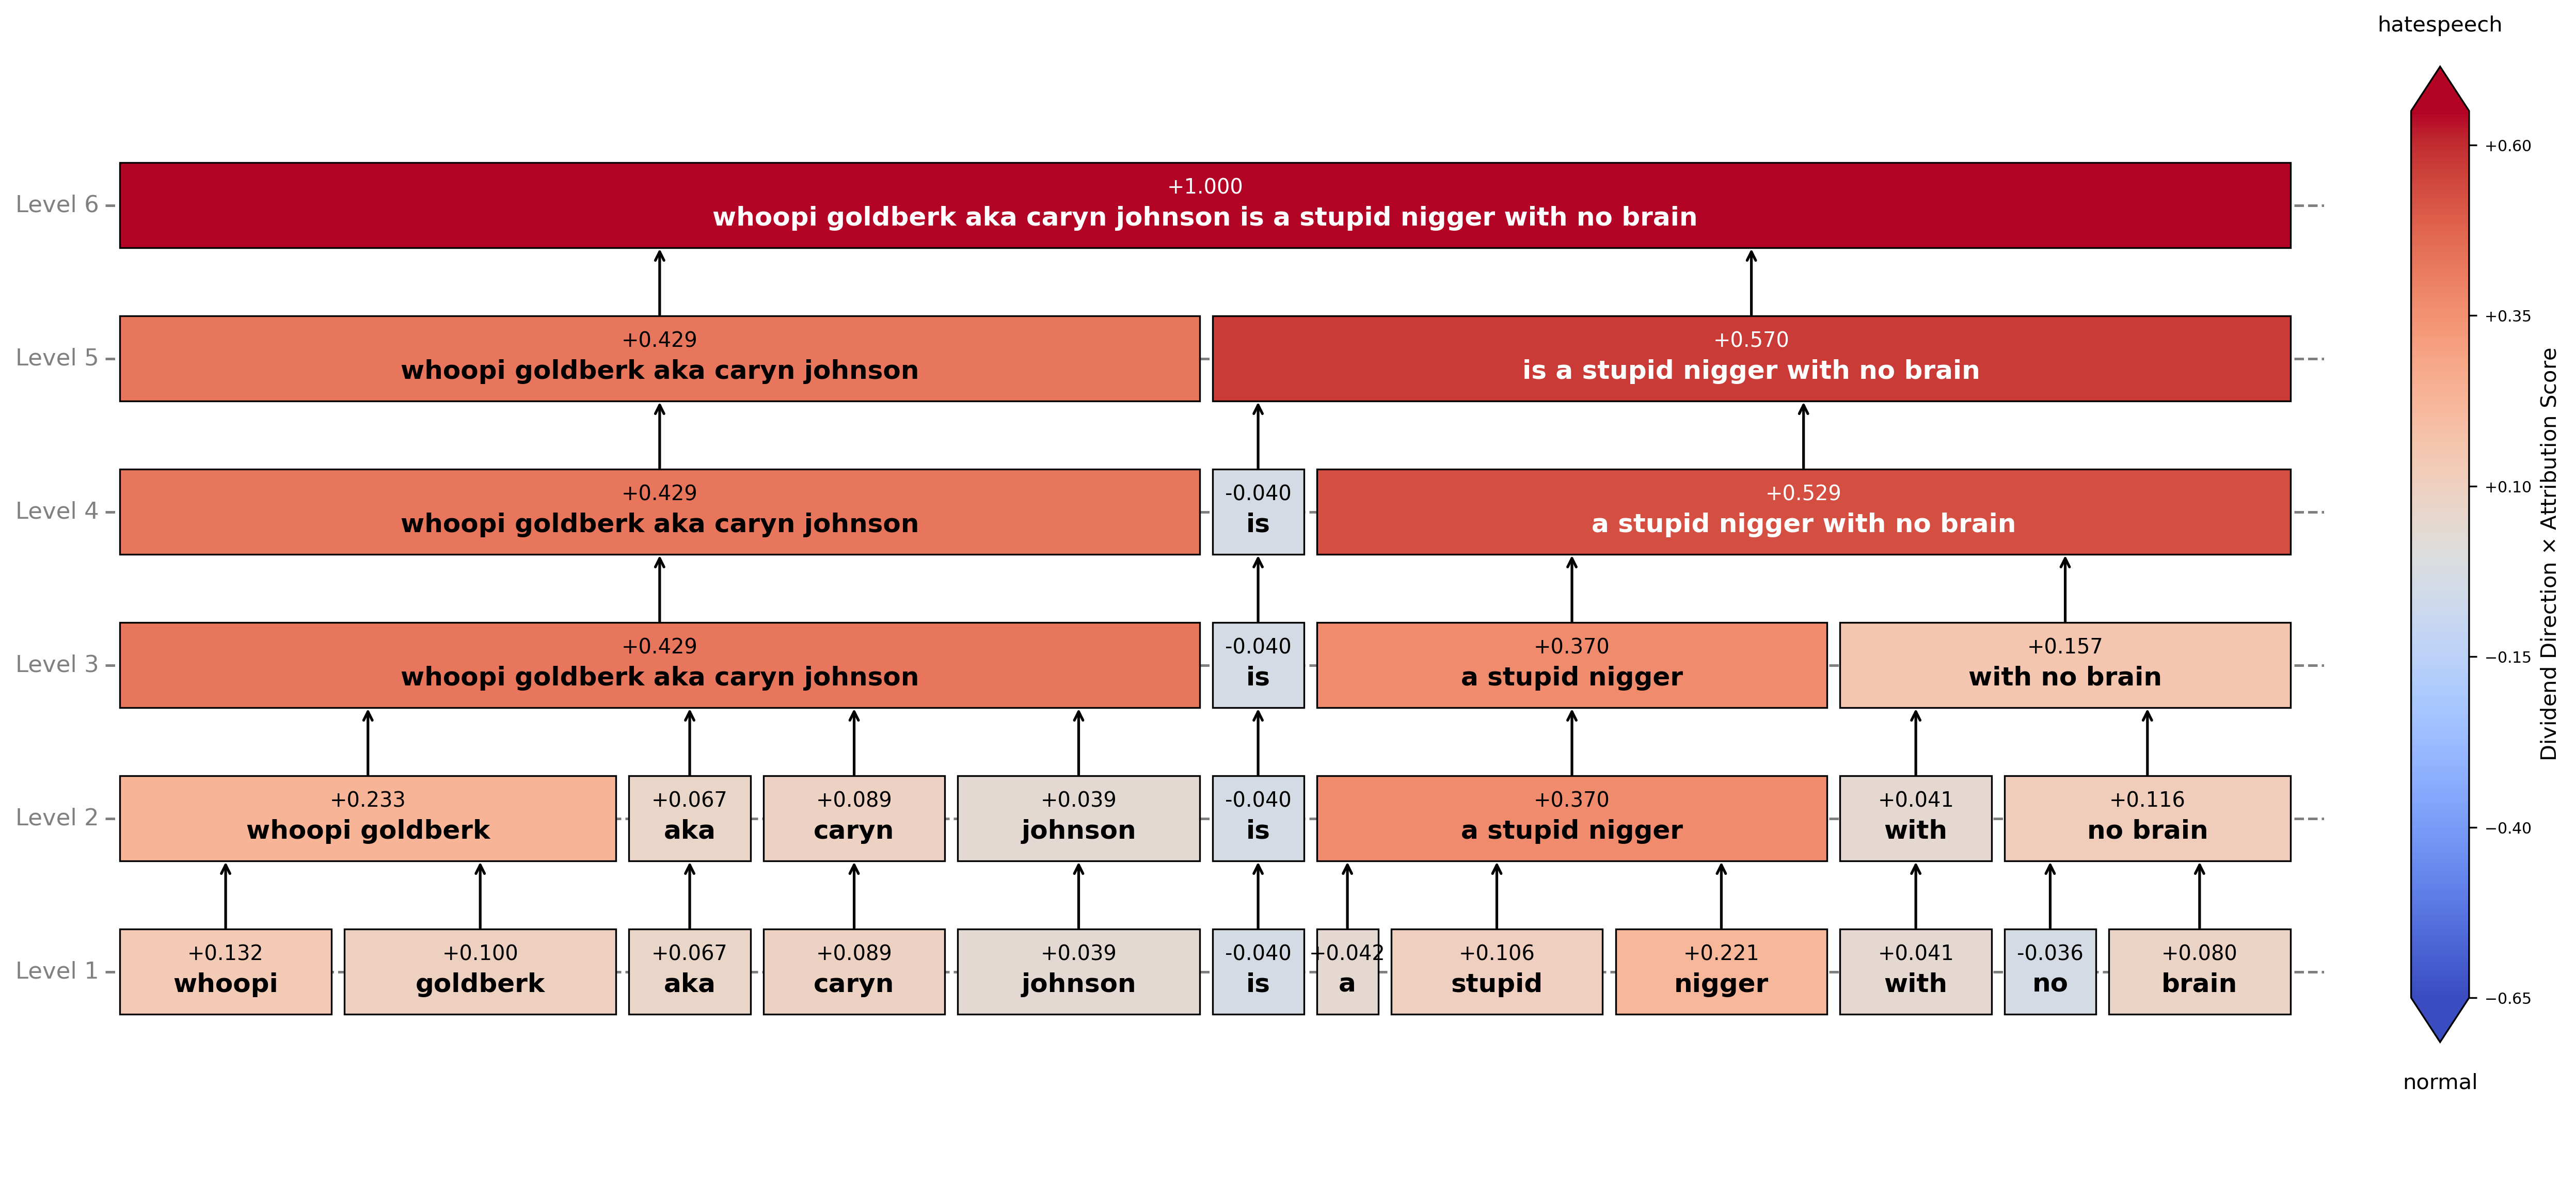 hatespeech
Level 6
+1.000
whoopi goldberk aka caryn johnson is a stupid nigger with no brain
Level 5
+0.429
whoopi goldberk aka caryn johnson
+0.570
is a stupid nigger with no brain
Level 4
+0.429
whoopi goldberk aka caryn johnson
-0.040
is
+0.529
a stupid nigger with no brain
Level 3
+0.429
whoopi goldberk aka caryn johnson
-0.040
is
+0.370
a stupid nigger
+0.157
with no brain
Level 2
+0.233
whoopi goldberk
+0.067
aka
+0.089
caryn
+0.039
johnson
-0.040
is
+0.370
a stupid nigger
+0.041
with
+0.116
no brain
Level 1
+0.132
whoopi
+0.100
goldberk
+0.067
aka
+0.089
caryn
+0.039
johnson
-0.040
is
+0.042
a
+0.106
stupid
+0.221
nigger
+0.041
with
-0.036
no
+0.080
brain
+0.60
+0.35
+0.10
−0.15
−0.40
−0.65
Dividend Direction × Attribution Score
normal